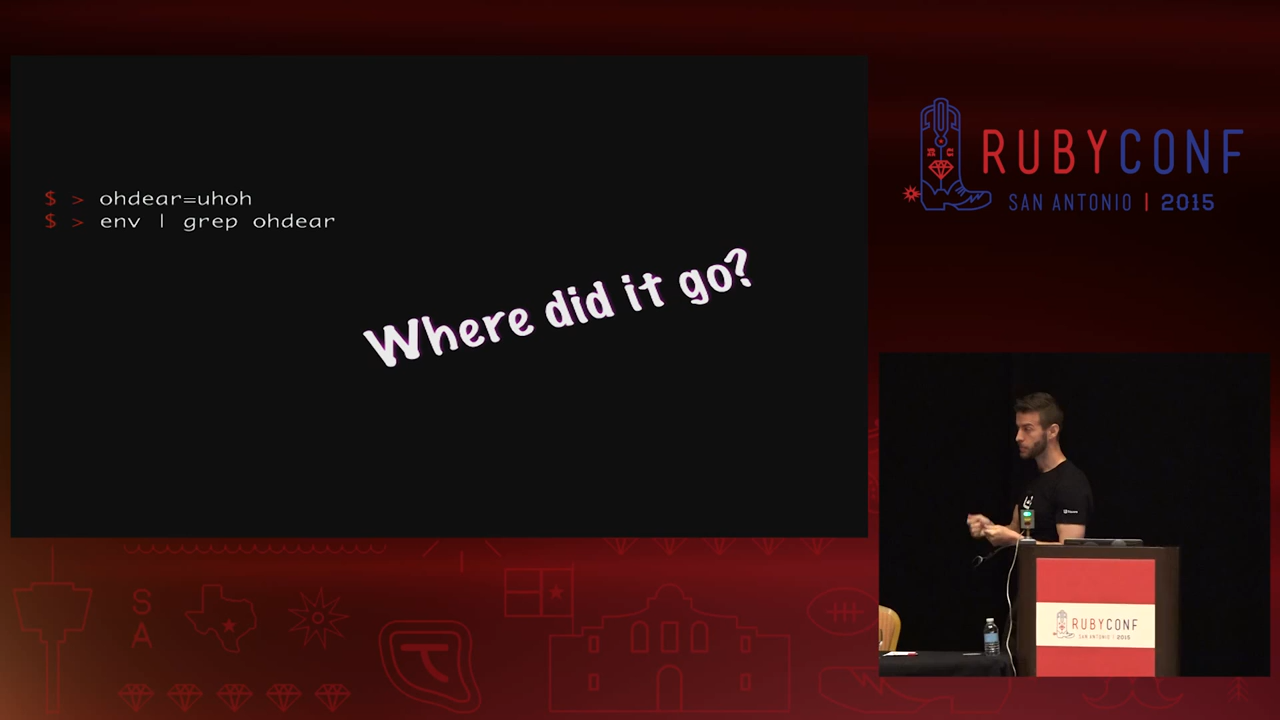 $ > ohdear=uhoh
$ > env | grep ohdear
Where did it go?
RUBYCONF
SAN ANTONIO | 2015
S
A
RUBYCONF
SAN ANTONIO | 2015